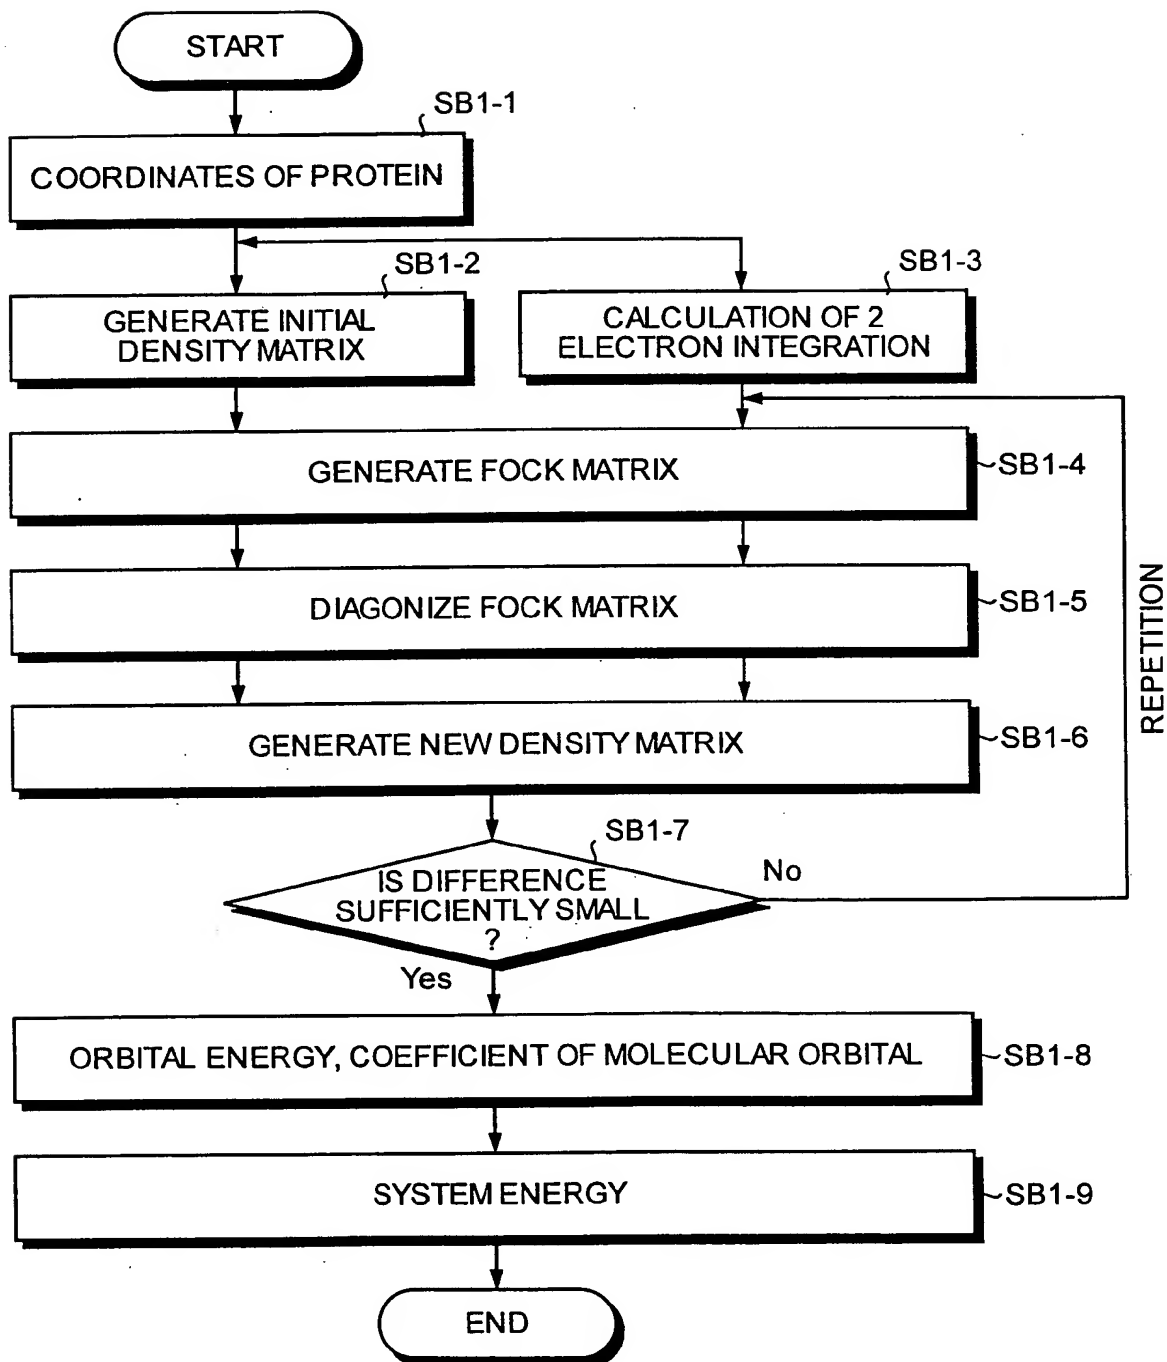 START
SB1-1
COORDINATES OF PROTEIN
SB1-2
SB1-3
GENERATE INITIAL
DENSITY MATRIX
CALCULATION OF 2
ELECTRON INTEGRATION
GENERATE FOCK MATRIX
SB1-4
DIAGONIZE FOCK MATRIX
SB1-5
REPETITION
GENERATE NEW DENSITY MATRIX
SB1-6
SB1-7
IS DIFFERENCE
SUFFICIENTLY SMALL
?
No
Yes
ORBITAL ENERGY, COEFFICIENT OF MOLECULAR ORBITAL
SB1-8
SYSTEM ENERGY
SB1-9
END